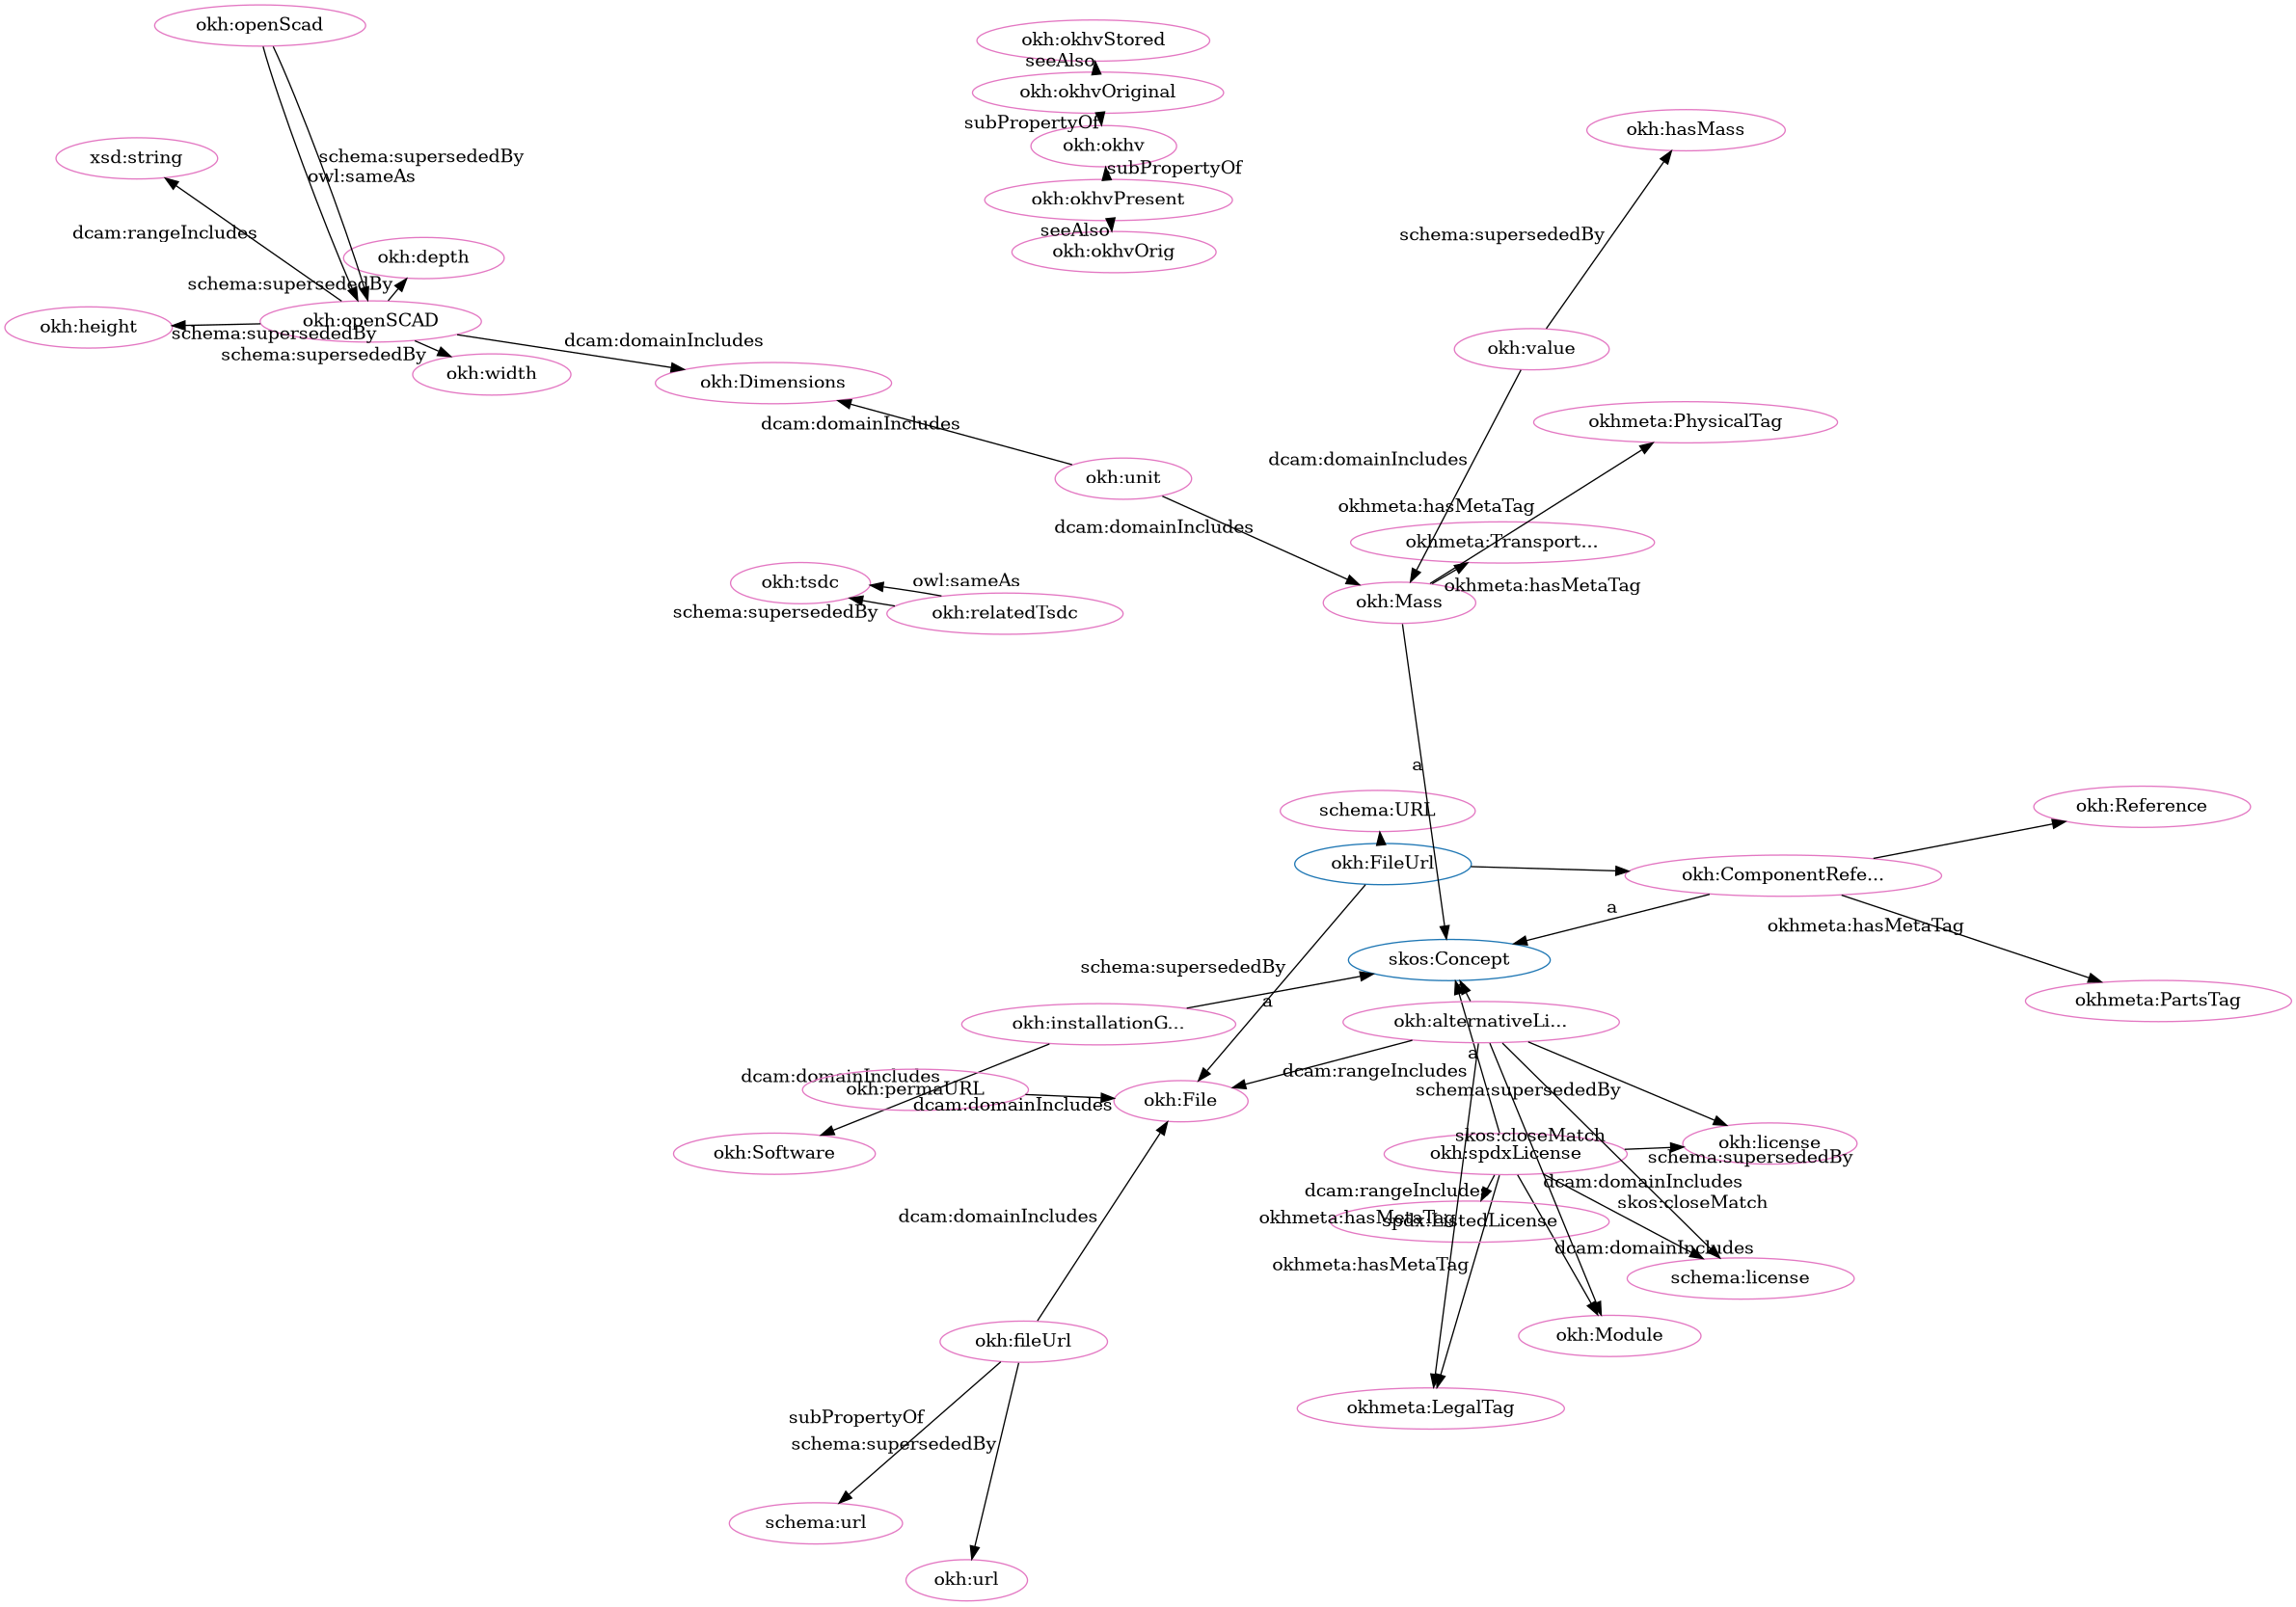 okh:openScad
okh:okhvStored
seeAlso
okh:okhvOriginal
subPropertyOf
okh:hasMass
okh:okhv
xsd:string
schema:supersededBy
subPropertyOf
owl:sameAs
okh:okhvPresent
dcam:rangeIncludes
seeAlso
schema:supersededBy
okh:okhvOrig
okh:depth
schema:supersededBy
okh:openSCAD
okh:height
schema:supersededBy
dcam:domainIncludes
okh:value
schema:supersededBy
okh:width
okh:Dimensions
dcam:domainIncludes
okhmeta:PhysicalTag
dcam:domainIncludes
okh:unit
okhmeta:hasMetaTag
dcam:domainIncludes
okhmeta:Transport...
owl:sameAs
okh:tsdc
okhmeta:hasMetaTag
okh:Mass
schema:supersededBy
okh:relatedTsdc
a
schema:URL
okh:Reference
okh:FileUrl
okh:ComponentRefe...
a
okhmeta:hasMetaTag
schema:supersededBy
skos:Concept
a
okhmeta:PartsTag
okh:installationG...
okh:alternativeLi...
a
dcam:domainIncludes
dcam:rangeIncludes
okh:permaURL
schema:supersededBy
dcam:domainIncludes
okh:File
skos:closeMatch
okh:license
okh:Software
okh:spdxLicense
schema:supersededBy
dcam:rangeIncludes
dcam:domainIncludes
skos:closeMatch
okhmeta:hasMetaTag
spdx:ListedLicense
dcam:domainIncludes
dcam:domainIncludes
okhmeta:hasMetaTag
schema:license
okh:fileUrl
okh:Module
okhmeta:LegalTag
subPropertyOf
schema:supersededBy
schema:url
okh:url